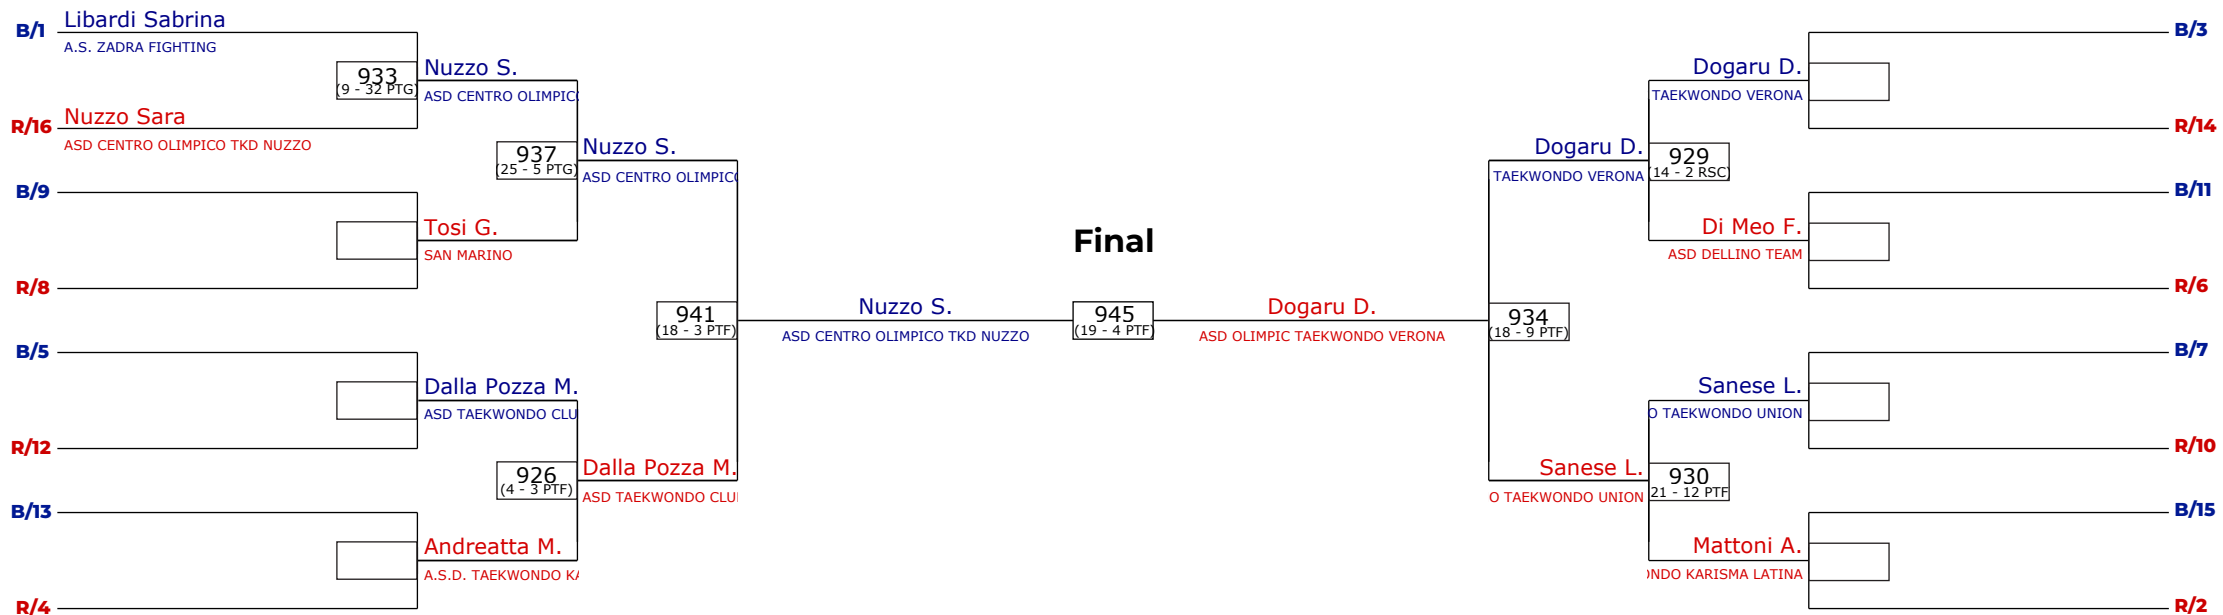 B/1
Libardi Sabrina
A.S. ZADRA FIGHTING
933
(9 - 32 PTG)
Nuzzo S.
ASD CENTRO OLIMPICO
R/16
Nuzzo Sara
ASD CENTRO OLIMPICO TKD NUZZO
937
(25 - 5 PTG)
Nuzzo S.
ASD CENTRO OLIMPICO
B/9
Tosi G.
SAN MARINO
R/8
941
(18 - 3 PTF)
B/5
Dalla Pozza M.
ASD TAEKWONDO CLU
R/12
926
(4 - 3 PTF)
Dalla Pozza M.
ASD TAEKWONDO CLU
B/13
Andreatta M.
A.S.D. TAEKWONDO KA
R/4
Final
Nuzzo S.
ASD CENTRO OLIMPICO TKD NUZZO
945
(19 - 4 PTF)
Dogaru D.
ASD OLIMPIC TAEKWONDO VERONA
B/3
Dogaru D.
TAEKWONDO VERONA
R/14
Dogaru D.
TAEKWONDO VERONA
929
(14 - 2 RSC)
B/11
Di Meo F.
ASD DELLINO TEAM
R/6
934
(18 - 9 PTF)
B/7
Sanese L.
O TAEKWONDO UNION
R/10
Sanese L.
O TAEKWONDO UNION
930
21 - 12 PTF
B/15
Mattoni A.
ONDO KARISMA LATINA
R/2